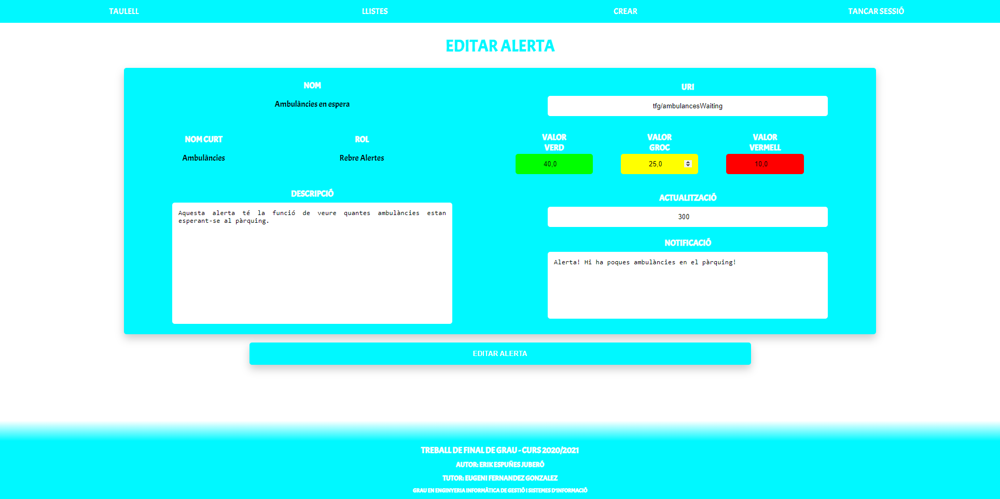 TAULELL
LLISTES
CREAR
TANCAR SESSIÓ
EDITAR ALERTA
NOM
Ambulàncies en espera
URI
tfg/ambulancesWaiting
NOM CURT
Ambulàncies
ROL
Rebre Alertes
VALOR
VERD
40,0
VALOR
GROC
25,0
VALOR
VERMELL
10,0
DESCRIPCIÓ
Aquesta alerta té la funció de veure quantes ambulàncies estan
esperant-se al pàrquing.
ACTUALITZACIÓ
300
NOTIFICACIÓ
Alerta! Hi ha poques ambulàncies en el pàrquing!
EDITAR ALERTA
TREBALL DE FINAL DE GRAU - CURS 2020/2021
AUTOR: ERIK ESPUÑES JUBERÓ
TUTOR: EUGENI FERNANDEZ GONZALEZ
GRAU EN ENGINYERIA INFORMÀTICA DE GESTIÓ I SISTEMES D'INFORMACIÓ